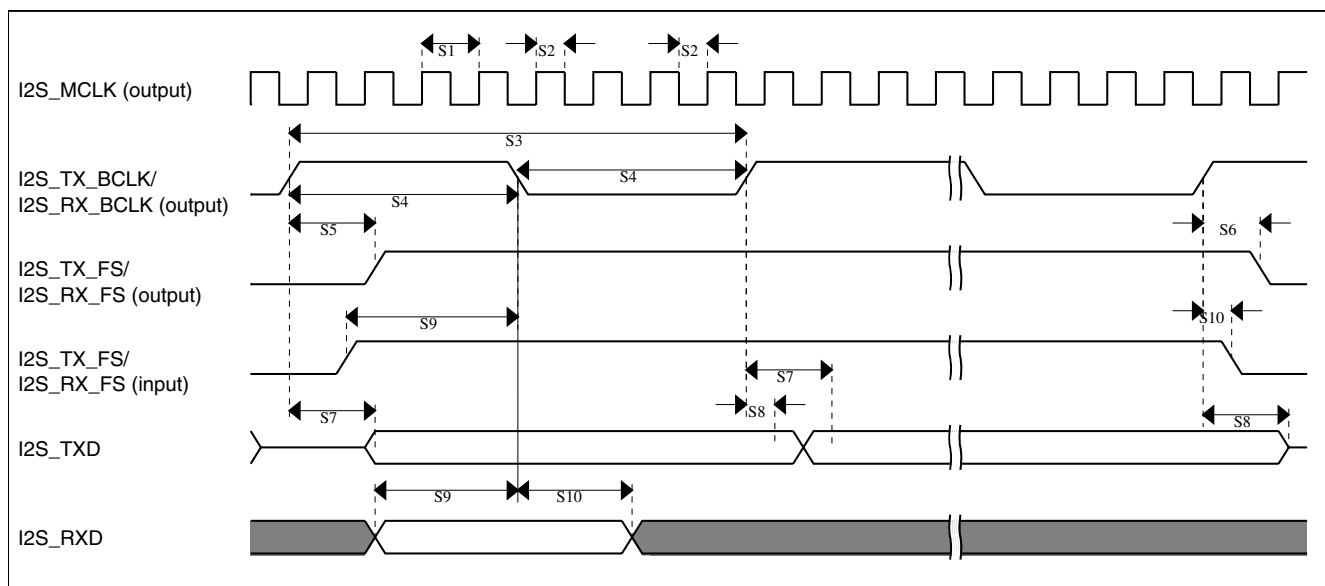 S1
S2
S2
I2S_MCLK (output)
S3
I2S_TX_BCLK/
I2S_RX_BCLK (output)
S4
S4
S5
S6
I2S_TX_FS/
I2S_RX_FS (output)
S9
S10
I2S_TX_FS/
I2S_RX_FS (input)
S7
S7
S8
S8
I2S_TXD
S9
S10
I2S_RXD